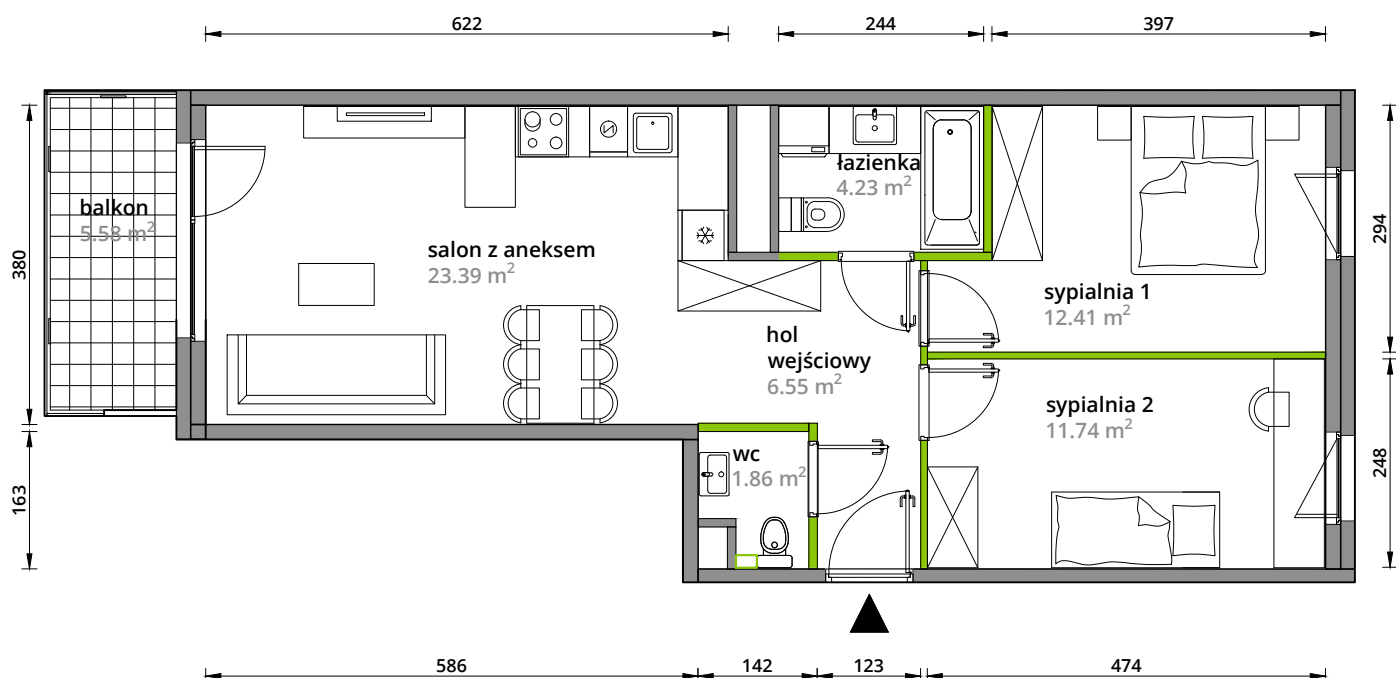 622
244
397
380
163
294
248
balkon
5.58 m²
salon z aneksem
23.39 m²
łazienka
4.23 m²
sypialnia 1
12.41 m²
hol
wejściowy
6.55 m²
sypialnia 2
11.74 m²
wc
1.86 m²
586
142
123
474